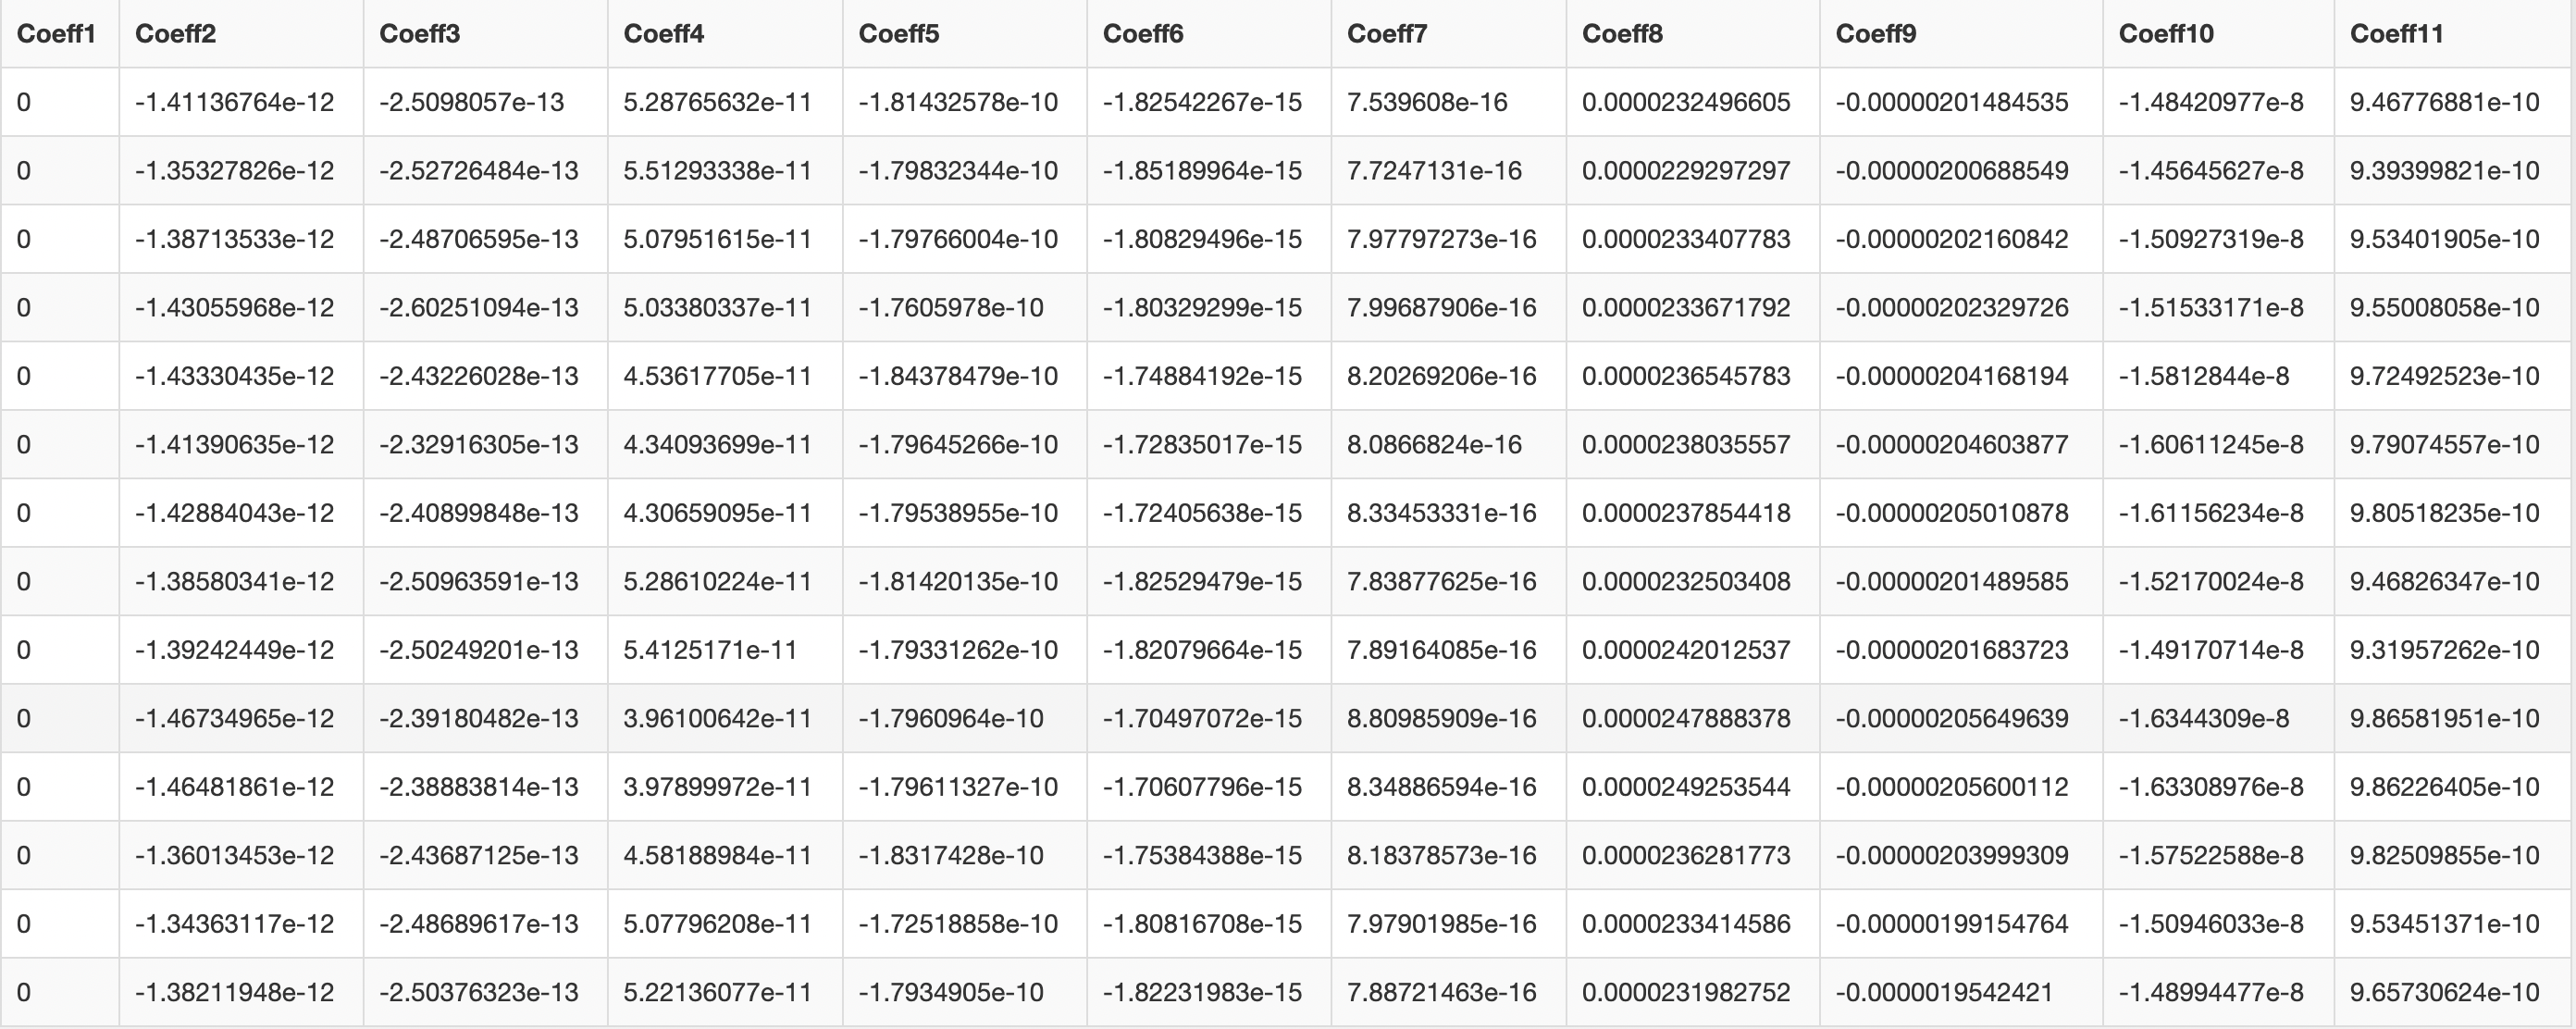 Coeff1 Coeff2 Coeff3 Coeff4 Coeff5 Coeff6 Coeff7 Coeff8 Coeff9 Coeff10 Coeff11
0 -1.41136764e-12 -2.5098057e-13 5.28765632e-11 -1.81432578e-10 -1.82542267e-15 7.539608e-16 0.0000232496605 -0.00000201484535 -1.48420977e-8 9.46776881e-10
0 -1.35327826e-12 -2.52726484e-13 5.51293338e-11 -1.79832344e-10 -1.85189964e-15 7.7247131e-16 0.0000229297297 -0.00000200688549 -1.45645627e-8 9.39399821e-10
0 -1.38713533e-12 -2.48706595e-13 5.07951615e-11 -1.79766004e-10 -1.80829496e-15 7.97797273e-16 0.0000233407783 -0.00000202160842 -1.50927319e-8 9.53401905e-10
0 -1.43055968e-12 -2.60251094e-13 5.03380337e-11 -1.7605978e-10 -1.80329299e-15 7.99687906e-16 0.0000233671792 -0.00000202329726 -1.51533171e-8 9.55008058e-10
0 -1.43330435e-12 -2.43226028e-13 4.53617705e-11 -1.84378479e-10 -1.74884192e-15 8.20269206e-16 0.0000236545783 -0.00000204168194 -1.5812844e-8 9.72492523e-10
0 -1.41390635e-12 -2.32916305e-13 4.34093699e-11 -1.79645266e-10 -1.72835017e-15 8.0866824e-16 0.0000238035557 -0.00000204603877 -1.60611245e-8 9.79074557e-10
0 -1.42884043e-12 -2.40899848e-13 4.30659095e-11 -1.79538955e-10 -1.72405638e-15 8.33453331e-16 0.0000237854418 -0.00000205010878 -1.61156234e-8 9.80518235e-10
0 -1.38580341e-12 -2.50963591e-13 5.28610224e-11 -1.81420135e-10 -1.82529479e-15 7.83877625e-16 0.0000232503408 -0.00000201489585 -1.52170024e-8 9.46826347e-10
0 -1.39242449e-12 -2.50249201e-13 5.4125171e-11 -1.79331262e-10 -1.82079664e-15 7.89164085e-16 0.0000242012537 -0.00000201683723 -1.49170714e-8 9.31957262e-10
0 -1.46734965e-12 -2.39180482e-13 3.96100642e-11 -1.7960964e-10 -1.70497072e-15 8.80985909e-16 0.0000247888378 -0.00000205649639 -1.6344309e-8 9.86581951e-10
0 -1.46481861e-12 -2.38883814e-13 3.97899972e-11 -1.79611327e-10 -1.70607796e-15 8.34886594e-16 0.0000249253544 -0.00000205600112 -1.63308976e-8 9.86226405e-10
0 -1.36013453e-12 -2.43687125e-13 4.58188984e-11 -1.8317428e-10 -1.75384388e-15 8.18378573e-16 0.0000236281773 -0.00000203999309 -1.57522588e-8 9.82509855e-10
0 -1.34363117e-12 -2.48689617e-13 5.07796208e-11 -1.72518858e-10 -1.80816708e-15 7.97901985e-16 0.0000233414586 -0.00000199154764 -1.50946033e-8 9.53451371e-10
0 -1.38211948e-12 -2.50376323e-13 5.22136077e-11 -1.7934905e-10 -1.82231983e-15 7.88721463e-16 0.0000231982752 -0.0000019542421 -1.48994477e-8 9.65730624e-10